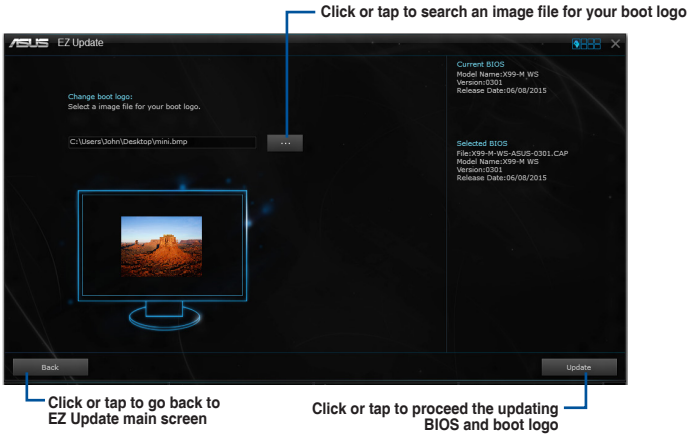 Click or tap to search an image file for your boot logo
ASUS EZ Update
Change boot logo:
Select a image file for your boot logo.
C:\Users\John\Desktop\mini.bmp
...
Current BIOS
Model Name:X99-M WS
Version:0301
Release Date:06/08/2015
Selected BIOS
File:X99-M-WS-ASUS-0301.CAP
Model Name:X99-M WS
Version:0301
Release Date:06/08/2015
Back
Update
Click or tap to go back to
EZ Update main screen
Click or tap to proceed the updating
BIOS and boot logo